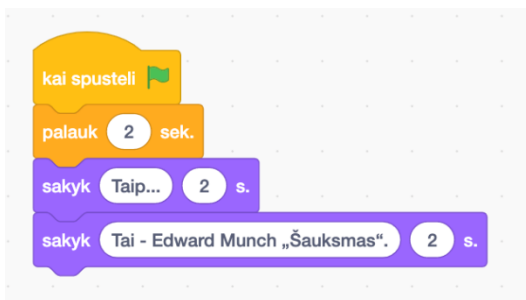 kai spusteli
palauk 2 sek.
sakyk Taip... 2 s.
sakyk Tai - Edward Munch „Šauksmas“. 2 s.